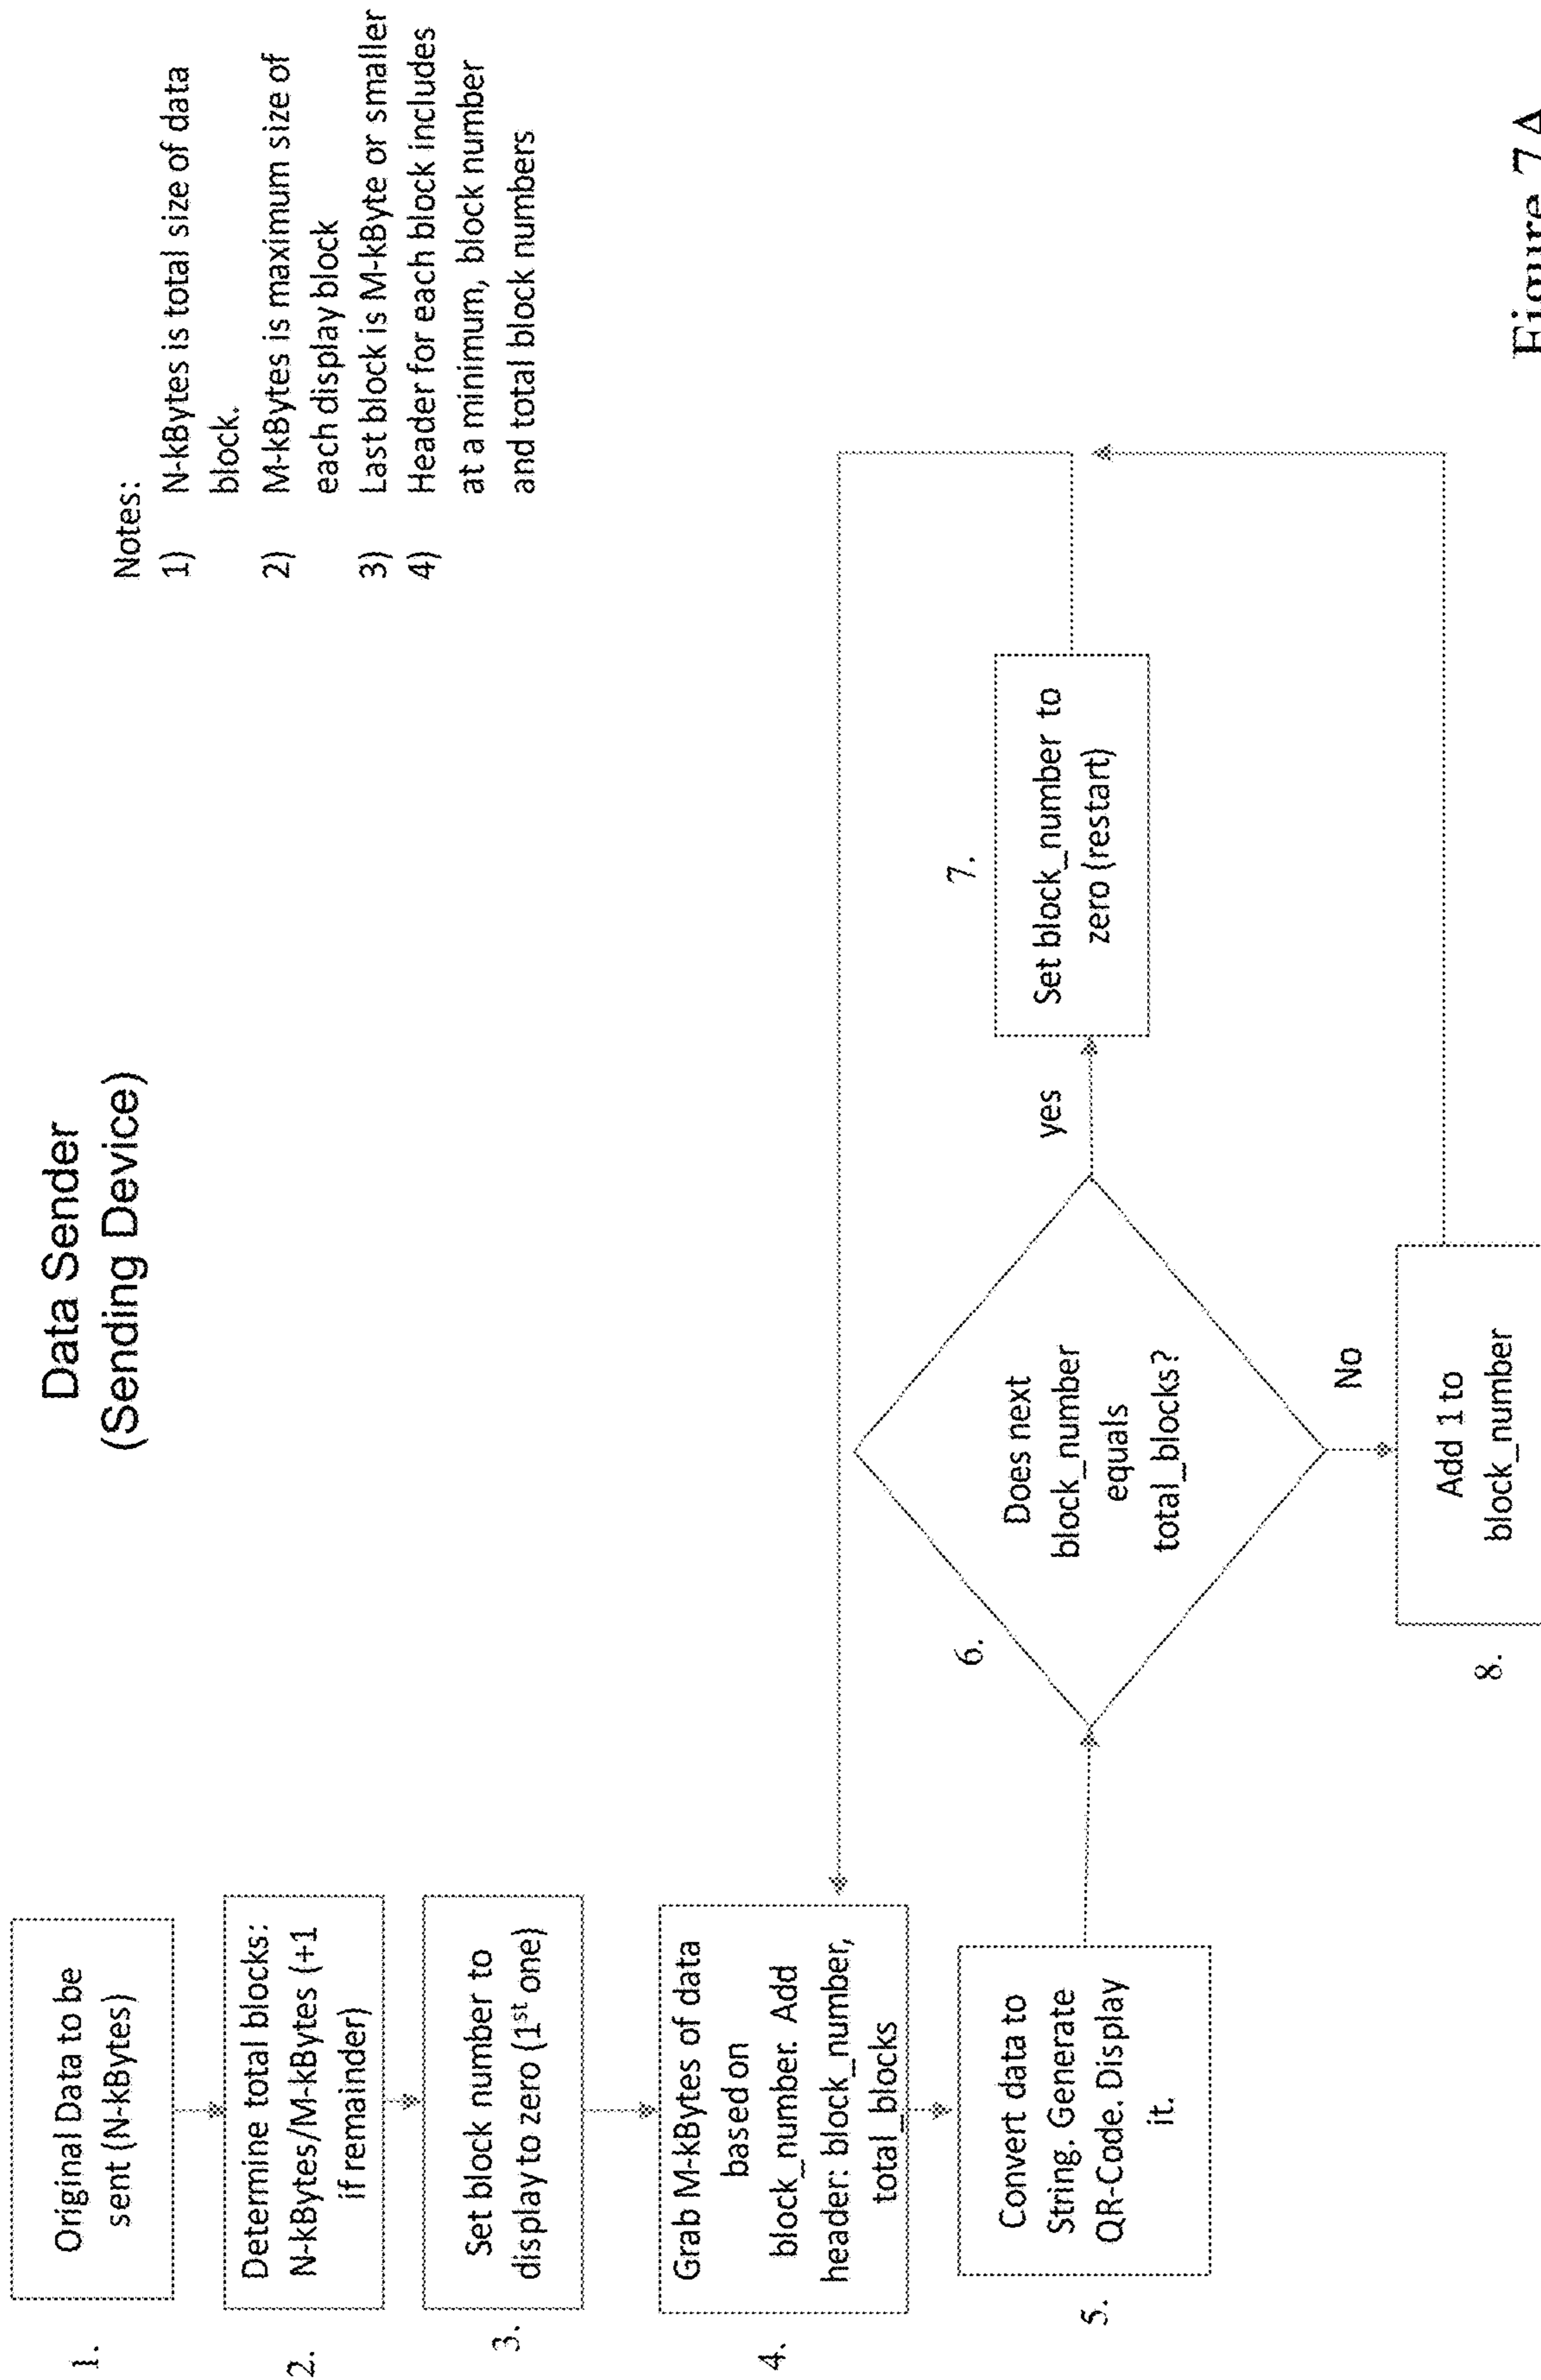 Data Sender
(Sending Device)
Notes:
1) N-kBytes is total size of data
block.
2) M-kBytes is maximum size of
each display block
3) Last block is M-kByte or smaller
4) Header for each block includes
at a minimum, block number
and total block numbers
1.
Original Data to be
sent (N-kBytes)
2.
Determine total blocks:
N-kBytes/M-kBytes (+1
if remainder)
3.
Set block number to
display to zero (1st one)
4.
Grab M-kBytes of data
based on
block_number. Add
header: block_number,
total_blocks
5.
Convert data to
String. Generate
QR-Code. Display
it.
6.
Does next
block_number
equals
total_blocks?
yes
7.
Set block_number to
zero (restart)
No
8.
Add 1 to
block_number
Figure 7A